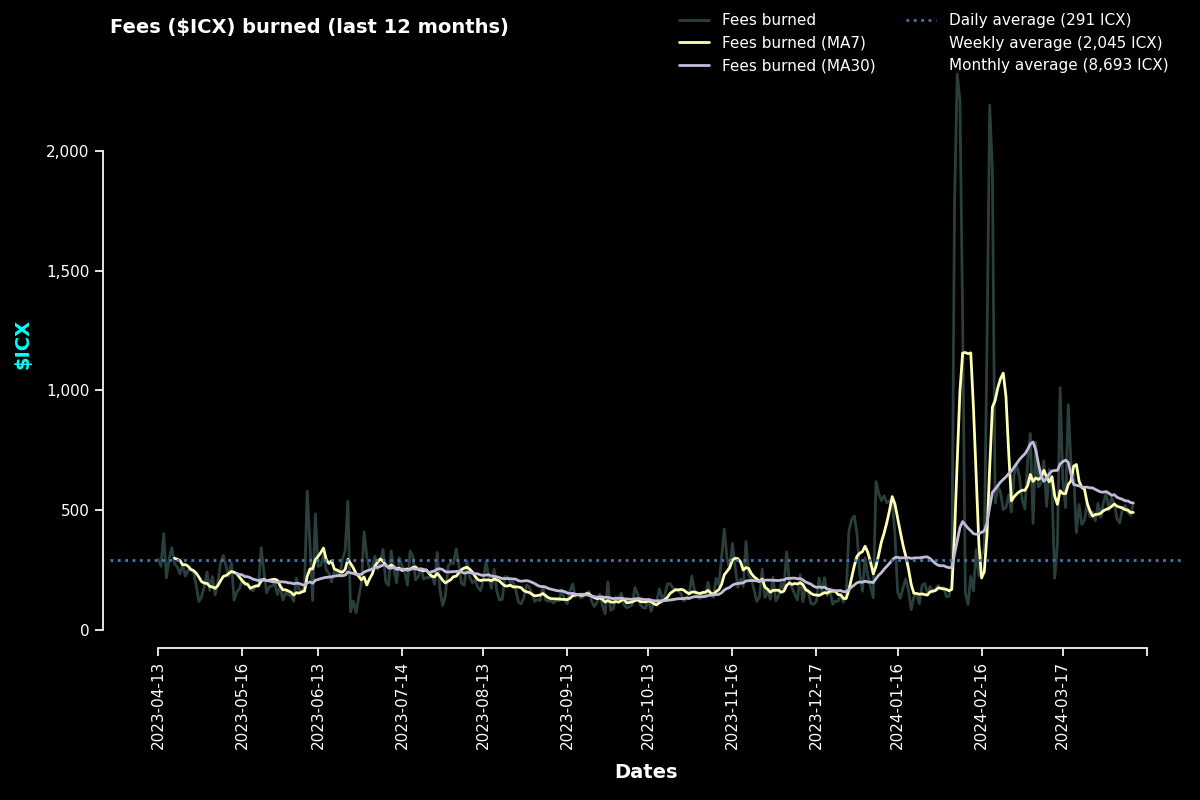 Fees ($ICX) burned (last 12 months)
Fees burned
Fees burned (MA7)
Fees burned (MA30)
Daily average (291 ICX)
Weekly average (2,045 ICX)
Monthly average (8,693 ICX)
$ICX
2,000
1,500
1,000
500
0
2023-04-13
2023-05-16
2023-06-13
2023-07-14
2023-08-13
2023-09-13
2023-10-13
2023-11-16
2023-12-17
2024-01-16
2024-02-16
2024-03-17
Dates